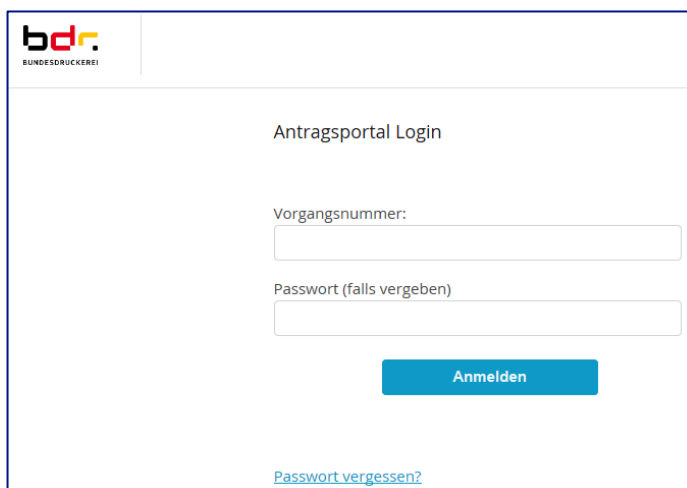 bdr.
BUNDESDRUCKEREI
Antragsportal Login
Vorgangsnummer:
Passwort (falls vergeben)
Anmelden
Passwort vergessen?